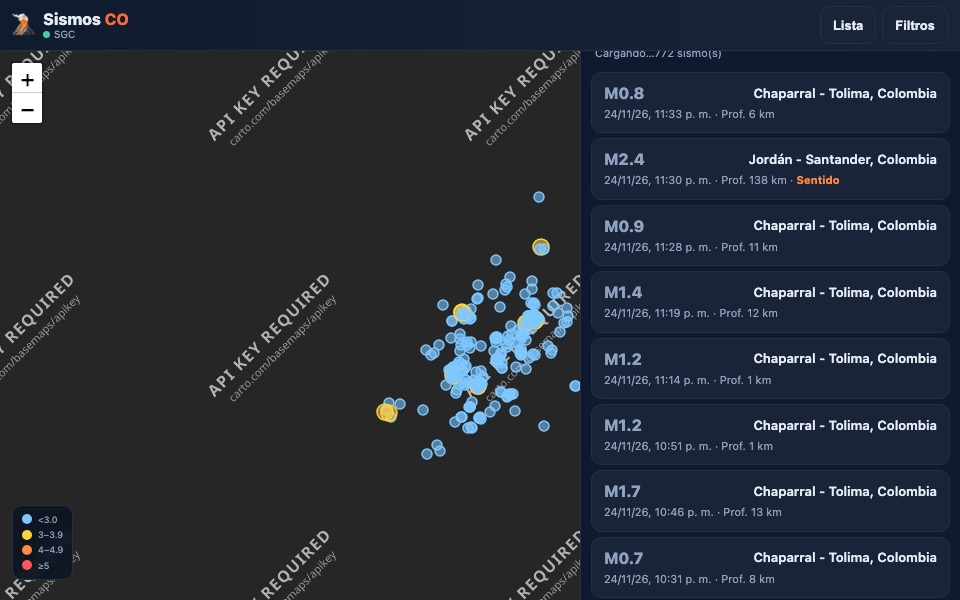 Sismos CO
SGC
Lista
Filtros
+
−
API KEY REQUIRED
carto.com/basemaps/apikey
API KEY REQUIRED
carto.com/basemaps/apikey
API KEY REQUIRED
carto.com/basemaps/apikey
API KEY REQUIRED
carto.com/basemaps/apikey
API KEY REQUIRED
carto.com/basemaps/apikey
API KEY REQUIRED
carto.com/basemaps/apikey
<3.0
3–3.9
4–4.9
≥5
Cargando...772 sismo(s)
M0.8
Chaparral - Tolima, Colombia
24/11/26, 11:33 p. m. · Prof. 6 km
M2.4
Jordán - Santander, Colombia
24/11/26, 11:30 p. m. · Prof. 138 km · Sentido
M0.9
Chaparral - Tolima, Colombia
24/11/26, 11:28 p. m. · Prof. 11 km
M1.4
Chaparral - Tolima, Colombia
24/11/26, 11:19 p. m. · Prof. 12 km
M1.2
Chaparral - Tolima, Colombia
24/11/26, 11:14 p. m. · Prof. 1 km
M1.2
Chaparral - Tolima, Colombia
24/11/26, 10:51 p. m. · Prof. 1 km
M1.7
Chaparral - Tolima, Colombia
24/11/26, 10:46 p. m. · Prof. 13 km
M0.7
Chaparral - Tolima, Colombia
24/11/26, 10:31 p. m. · Prof. 8 km